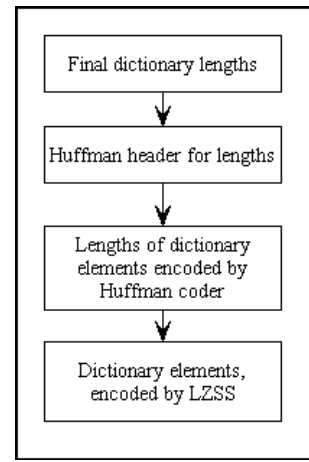 Final dictionary lengths
Huffman header for lengths
Lengths of dictionary
elements encoded by
Huffman coder
Dictionary elements,
encoded by LZSS